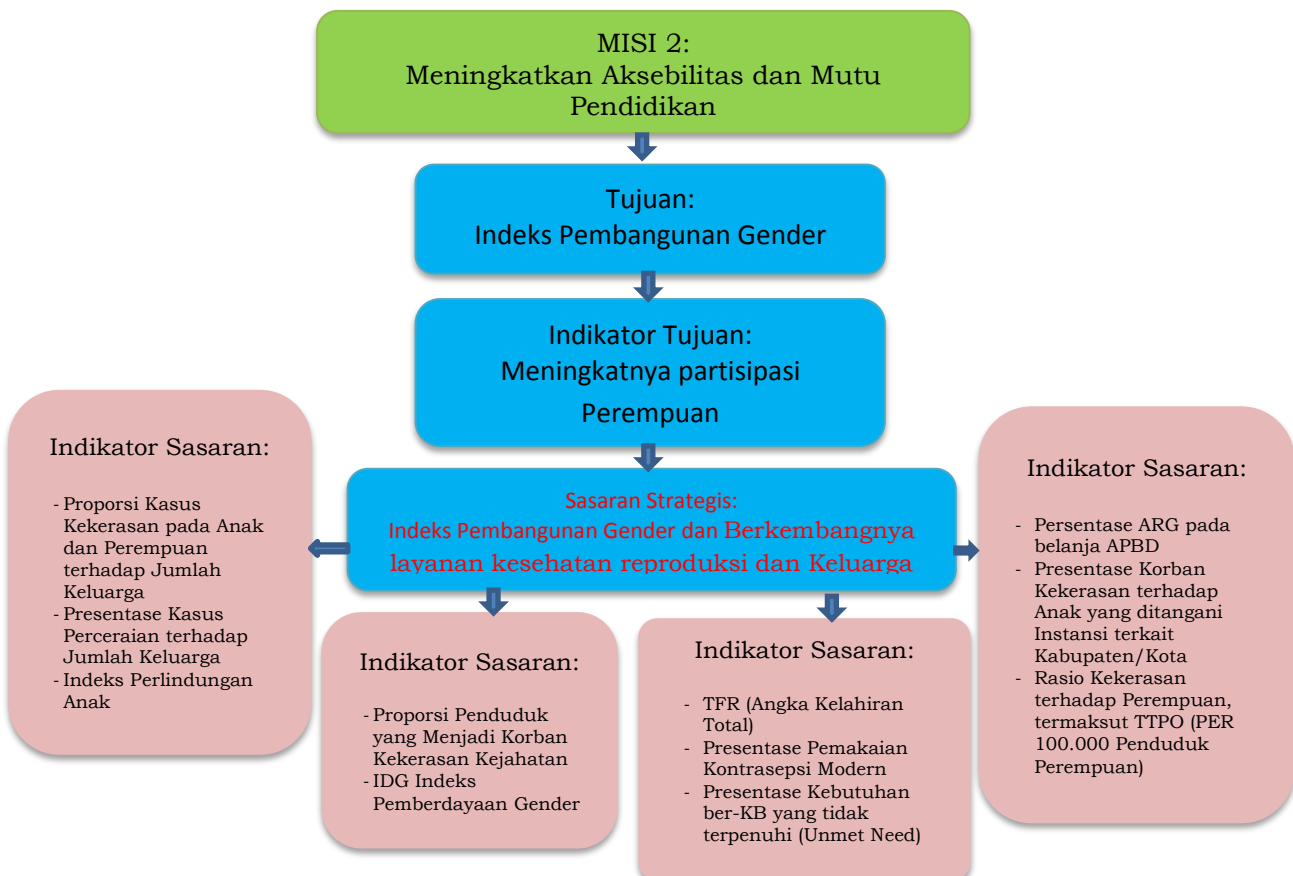 MISI 2:
Meningkatkan Aksebilitas dan Mutu
Pendidikan
Tujuan:
Indeks Pembangunan Gender
Indikator Tujuan:
Meningkatnya partisipasi
Perempuan
Sasaran Strategis:
Indeks Pembangunan Gender dan Berkembangnya
layanan kesehatan reproduksi dan Keluarga
Indikator Sasaran:
- Proporsi Kasus
Kekerasan pada Anak
dan Perempuan
terhadap Jumlah
Keluarga
- Presentase Kasus
Perceraian terhadap
Jumlah Keluarga
- Indeks Perlindungan
Anak
Indikator Sasaran:
- Proporsi Penduduk
yang Menjadi Korban
Kekerasan Kejahatan
- IDG Indeks
Pemberdayaan Gender
Indikator Sasaran:
- TFR (Angka Kelahiran
Total)
- Presentase Pemakaian
Kontrasepsi Modern
- Presentase Kebutuhan
ber-KB yang tidak
terpenuhi (Unmet Need)
Indikator Sasaran:
- Persentase ARG pada
belanja APBD
- Presentase Korban
Kekerasan terhadap
Anak yang ditangani
Instansi terkait
Kabupaten/Kota
- Rasio Kekerasan
terhadap Perempuan,
termaksut TTPO (PER
100.000 Penduduk
Perempuan)